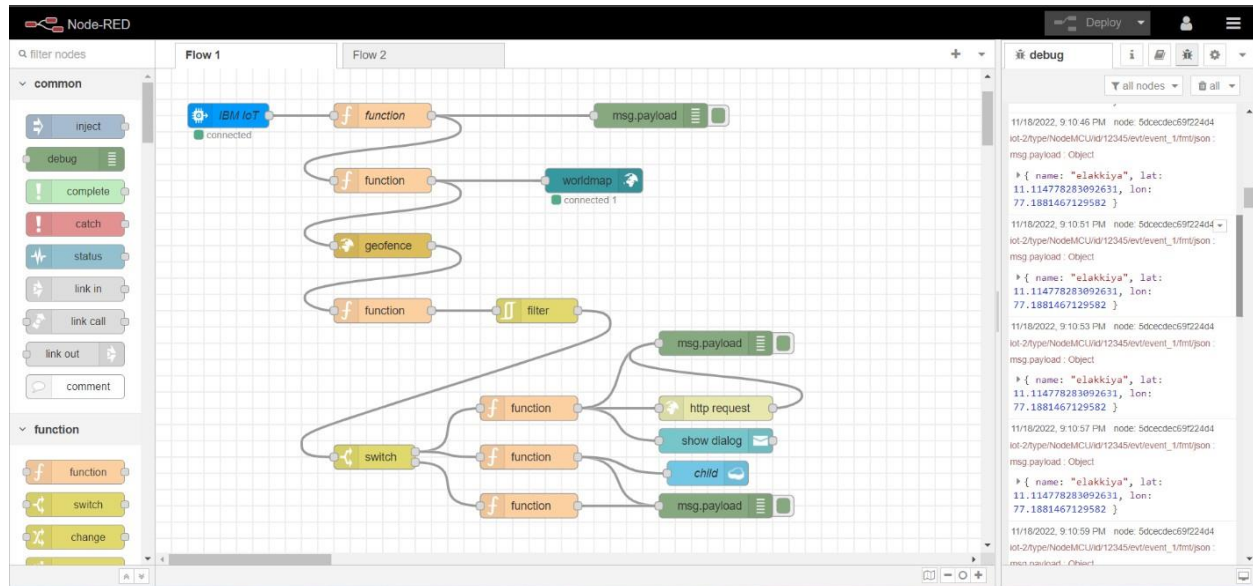 Node-RED
Deploy
filter nodes
Flow 1
Flow 2
debug
i
all nodes
all
common
inject
debug
complete
catch
status
link in
link call
link out
comment
function
function
switch
change
IBM IoT
connected
function
msg.payload
function
worldmap
connected 1
geofence
function
filter
msg.payload
function
http request
show dialog
switch
function
child
function
msg.payload
11/18/2022, 9:10:46 PM node: 5dcecdec69f224d4
iot-2/type/NodeMCU/id/12345/evt/event_1/fmt/json :
msg.payload : Object
{ name: "elakkiya", lat:
11.114778283092631, lon:
77.1881467129582 }
11/18/2022, 9:10:51 PM node: 5dcecdec69f224d4
iot-2/type/NodeMCU/id/12345/evt/event_1/fmt/json :
msg.payload : Object
{ name: "elakkiya", lat:
11.114778283092631, lon:
77.1881467129582 }
11/18/2022, 9:10:53 PM node: 5dcecdec69f224d4
iot-2/type/NodeMCU/id/12345/evt/event_1/fmt/json :
msg.payload : Object
{ name: "elakkiya", lat:
11.114778283092631, lon:
77.1881467129582 }
11/18/2022, 9:10:57 PM node: 5dcecdec69f224d4
iot-2/type/NodeMCU/id/12345/evt/event_1/fmt/json :
msg.payload : Object
{ name: "elakkiya", lat:
11.114778283092631, lon:
77.1881467129582 }
11/18/2022, 9:10:59 PM node: 5dcecdec69f224d4
iot-2/type/NodeMCU/id/12345/evt/event_1/fmt/json :
msg.payload : Object